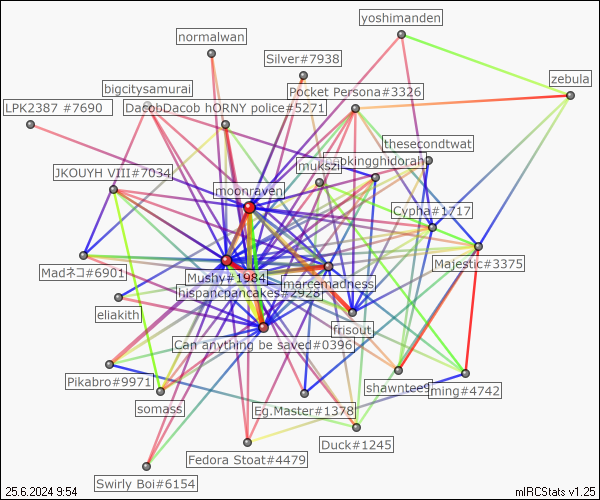 yoshimanden
normalwan
Silver#7938
zebula
bigcitysamurai
Pocket Persona#3326
LPK2387 #7690
DacobDacob hORNY police#5271
thesecondtwat
mukszi
JKOUYH VIII#7034
moonraven
Cypha#1717
Majestic#3375
Madネコ#6901
Mushy#1984
marcemadness
hispancpancakes#2928
eliakith
frisout
Can anything be saved#0396
Pikabro#9971
shawntee9
ming#4742
somass
Eg.Master#1378
Duck#1245
Fedora Stoat#4479
Swirly Boi#6154
25.6.2024 9:54
mIRCStats v1.25